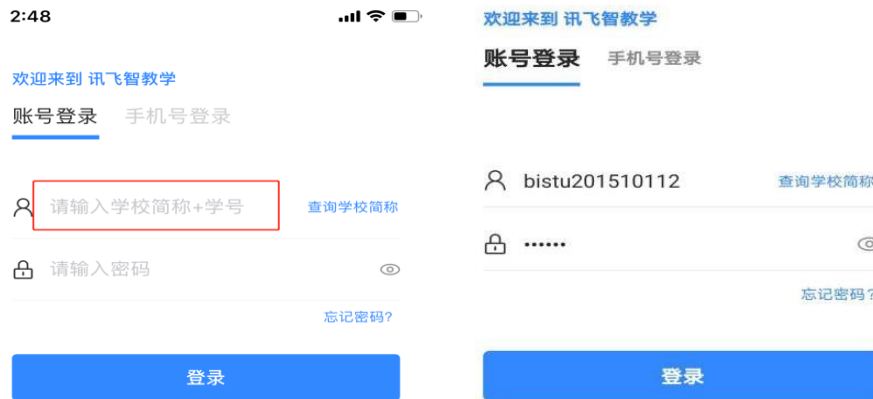 2:48
欢迎来到 讯飞智教学
账号登录 手机号登录
请输入学校简称+学号 查询学校简称
请输入密码
忘记密码?
登录
欢迎来到 讯飞智教学
账号登录 手机号登录
bistu201510112 查询学校简称
••••••
忘记密码?
登录